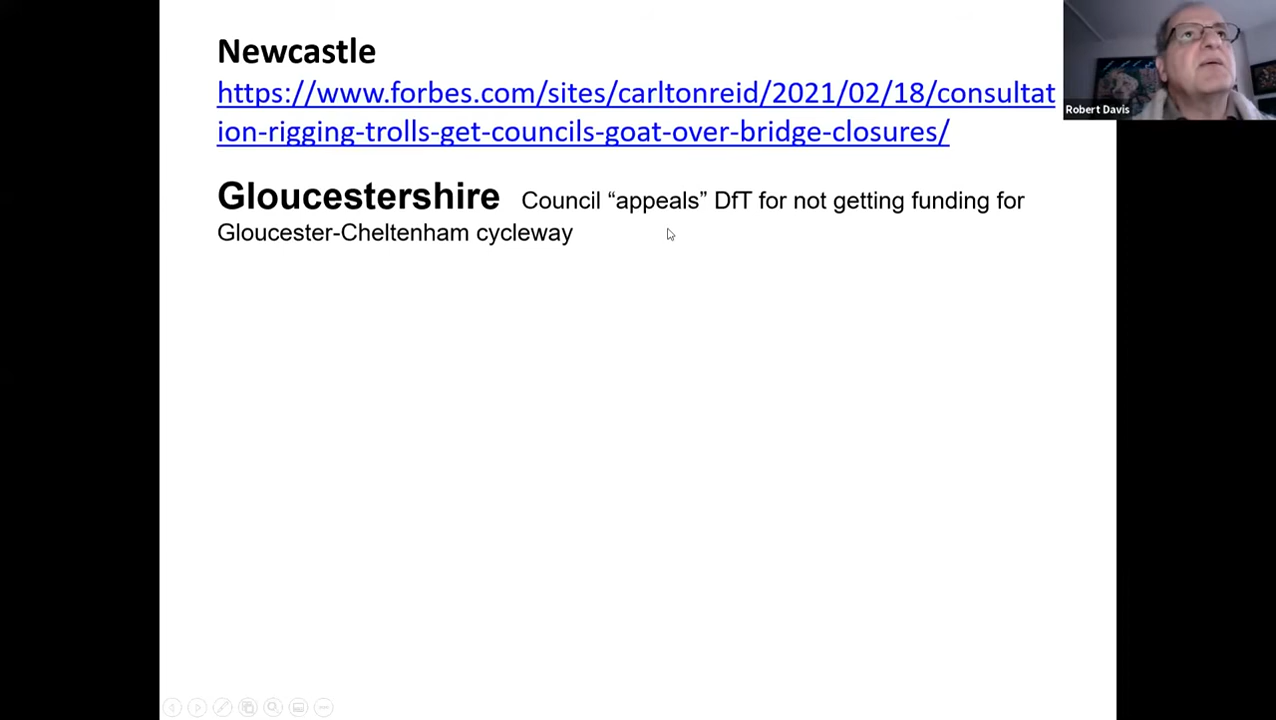 Newcastle
https://www.forbes.com/sites/carltonreid/2021/02/18/consultat
ion-rigging-trolls-get-councils-goat-over-bridge-closures/
Gloucestershire Council “appeals” DfT for not getting funding for
Gloucester-Cheltenham cycleway
Robert Davis